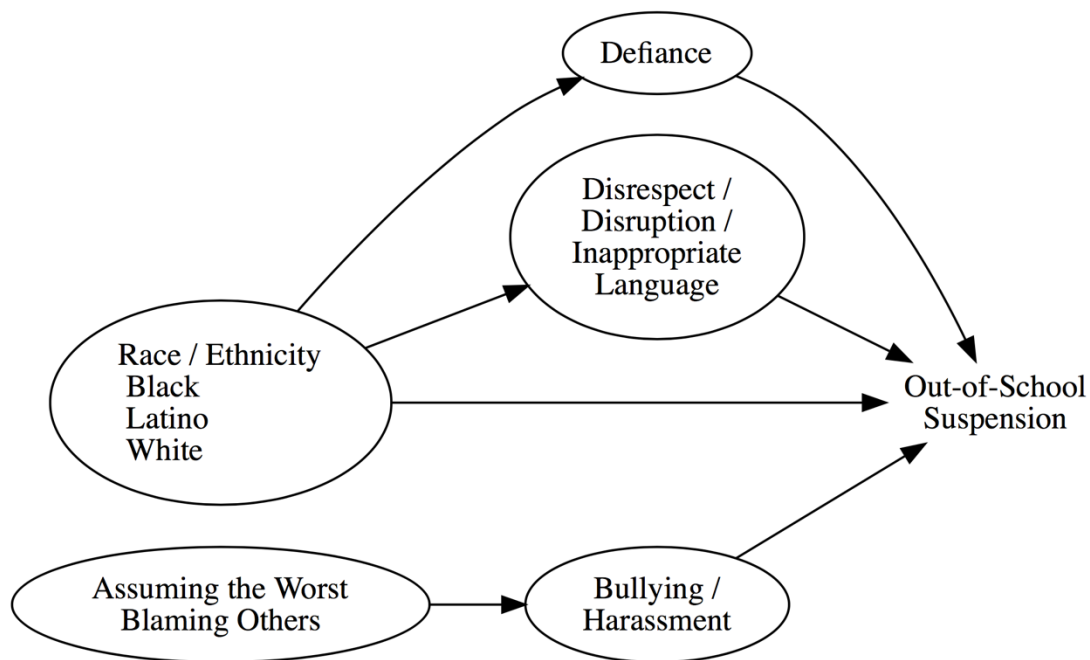 Defiance
Disrespect /
Disruption /
Inappropriate
Language
Race / Ethnicity
Black
Latino
White
Out-of-School
Suspension
Assuming the Worst
Blaming Others
Bullying /
Harassment